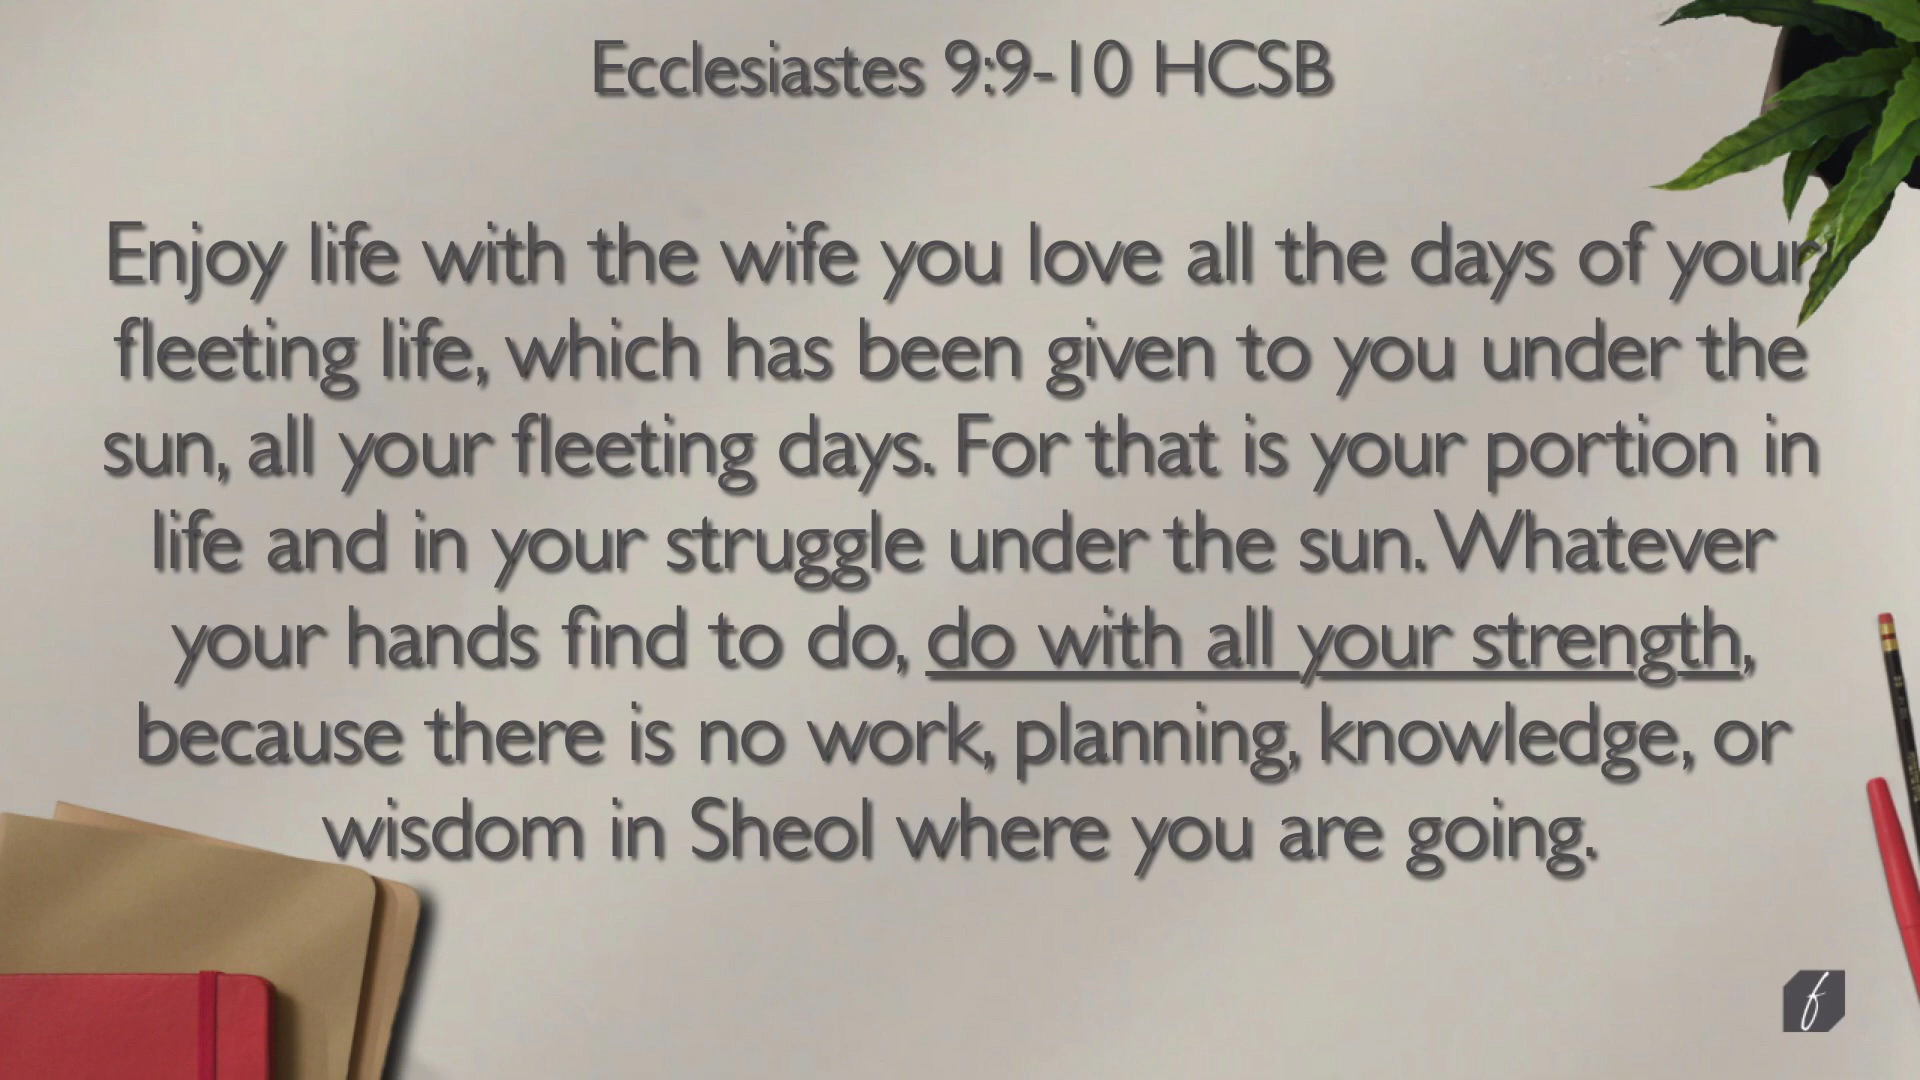 Ecclesiastes 9:9-10 HCSB
Enjoy life with the wife you love all the days of your
fleeting life, which has been given to you under the
sun, all your fleeting days. For that is your portion in
life and in your struggle under the sun. Whatever
your hands find to do, do with all your strength,
because there is no work, planning, knowledge, or
wisdom in Sheol where you are going.
f